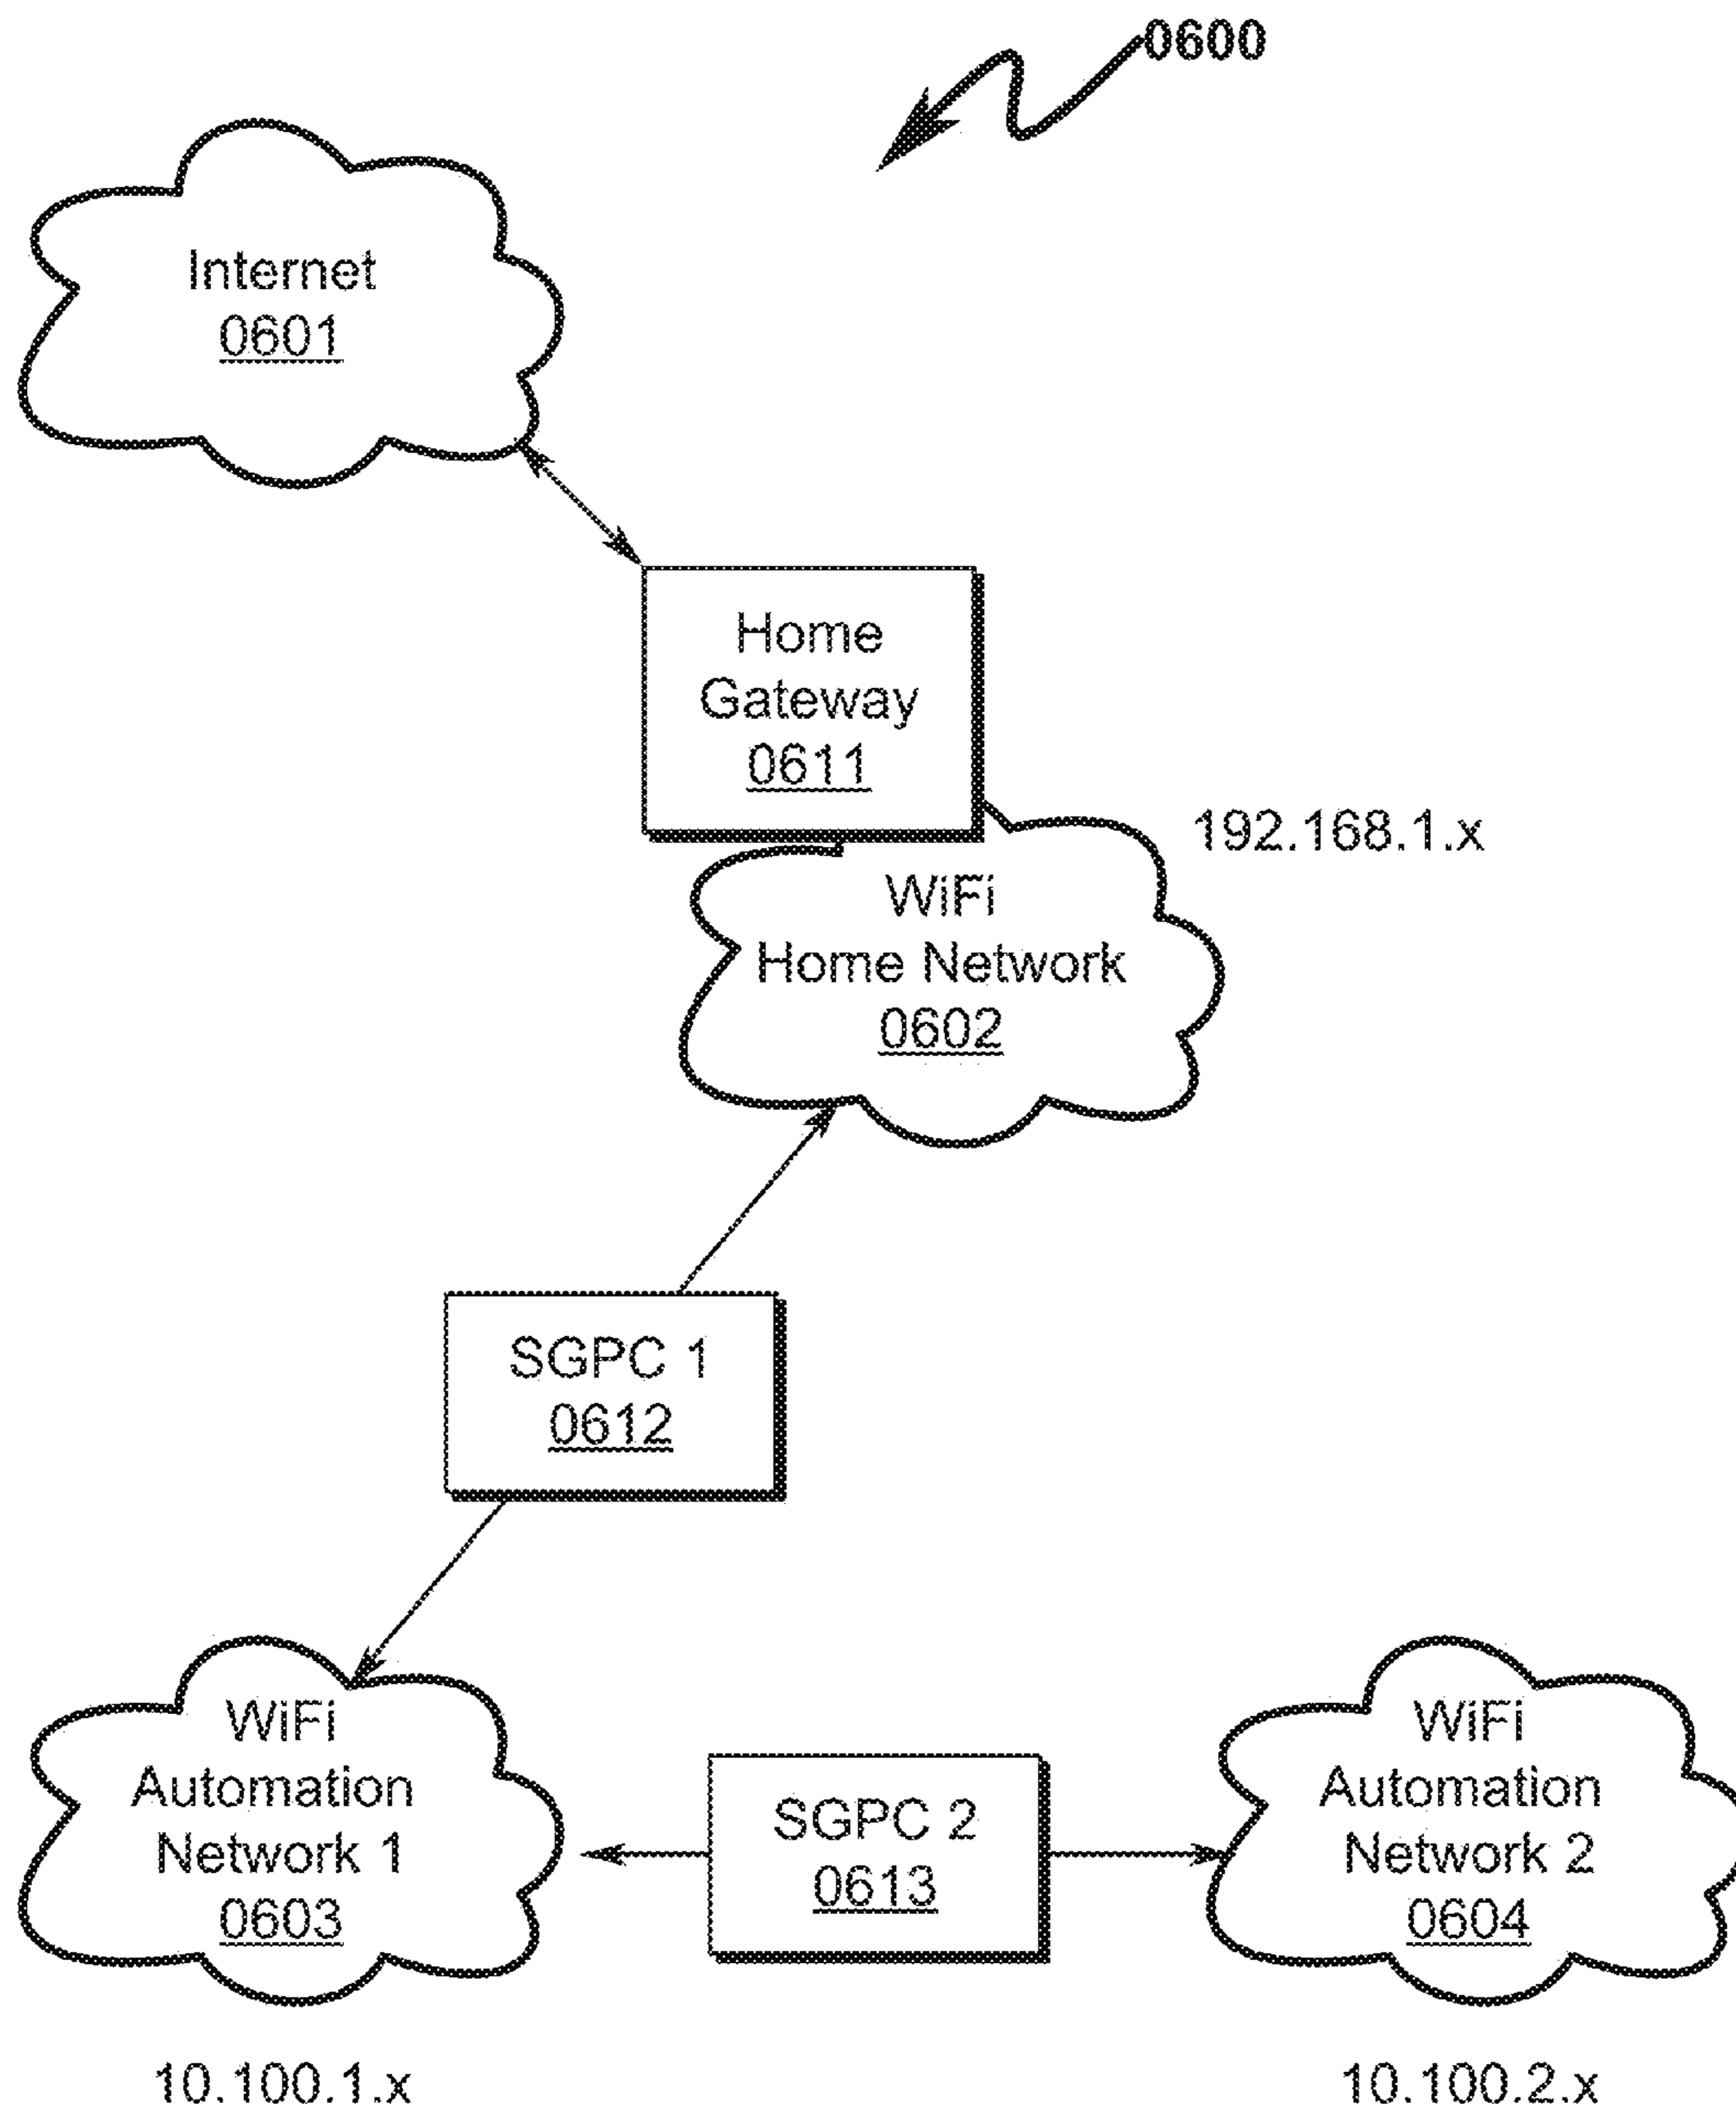 0600
Internet
0601
Home
Gateway
0611
192.168.1.x
WiFi
Home Network
0602
SGPC 1
0612
WiFi
Automation
Network 1
0603
SGPC 2
0613
WiFi
Automation
Network 2
0604
10.100.1.x
10.100.2.x